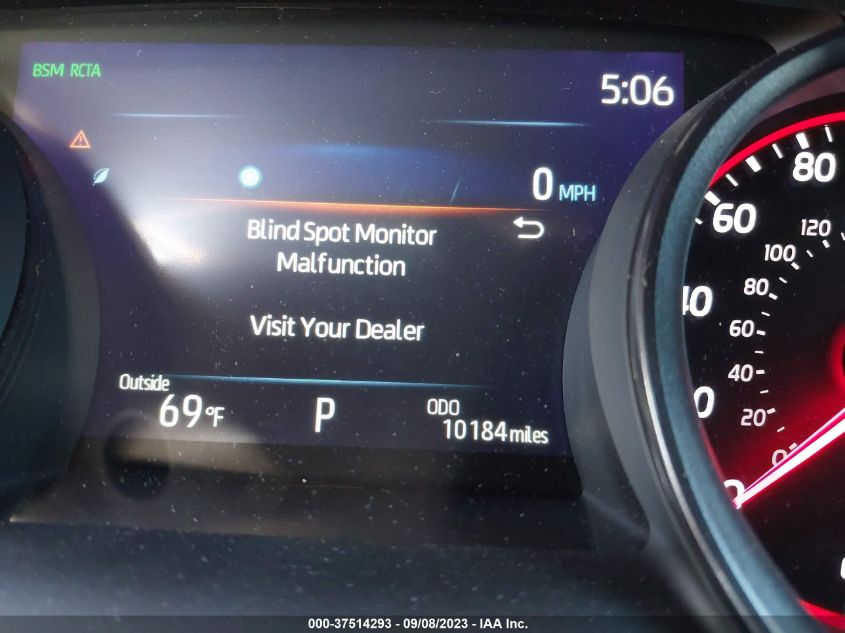 BSM RCTA
5:06
0 MPH
Blind Spot Monitor
Malfunction
Visit Your Dealer
Outside
69°F
P
ODO
10184 miles
80
60
120
100
80
60
40
20
0
000-37514293 - 09/08/2023 - IAA Inc.